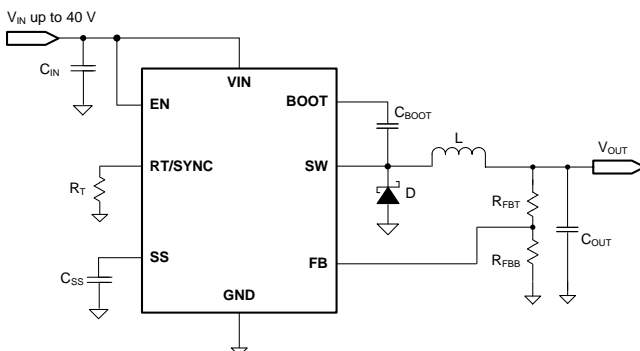 V_IN up to 40 V
C_IN
VIN
EN
BOOT
C_BOOT
L
V_OUT
RT/SYNC
SW
R_T
D
R_FBT
C_OUT
SS
C_SS
FB
R_FBB
GND